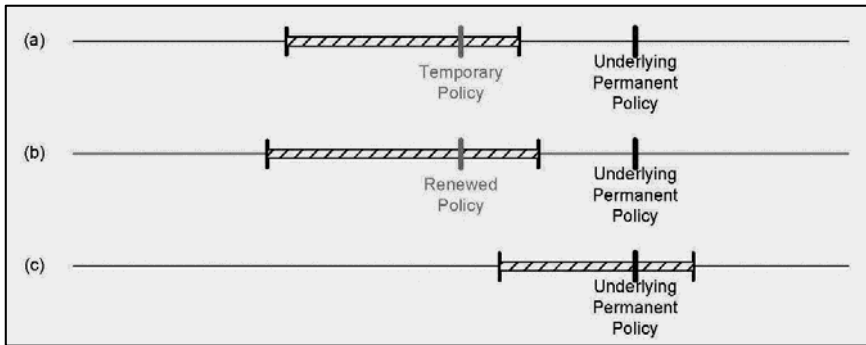 (a)
Temporary
Policy
Underlying
Permanent
Policy
(b)
Renewed
Policy
Underlying
Permanent
Policy
(c)
Underlying
Permanent
Policy